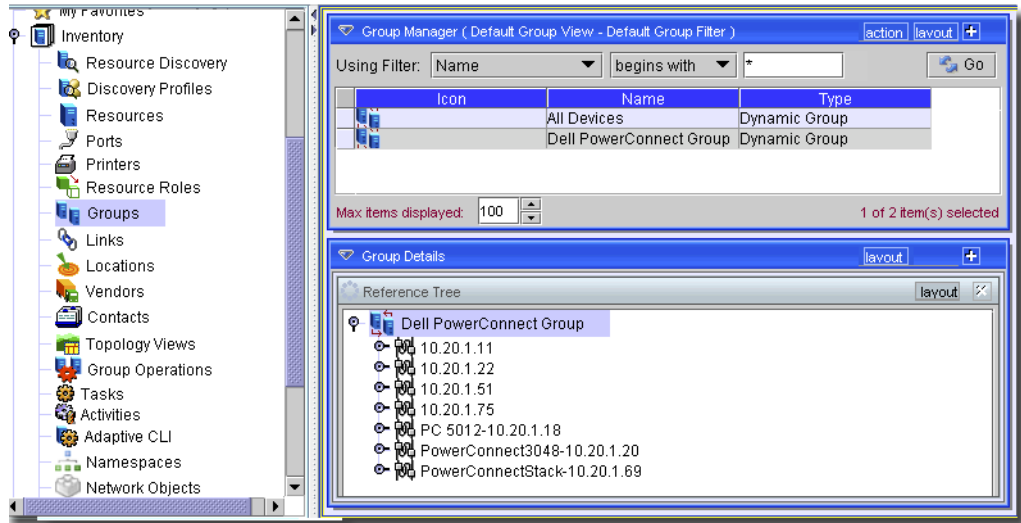 My Favorites
Inventory
Resource Discovery
Discovery Profiles
Resources
Ports
Printers
Resource Roles
Groups
Links
Locations
Vendors
Contacts
Topology Views
Group Operations
Tasks
Activities
Adaptive CLI
Namespaces
Network Objects
Group Manager ( Default Group View - Default Group Filter )
action layout
Using Filter: Name begins with * Go
Icon Name Type
All Devices Dynamic Group
Dell PowerConnect Group Dynamic Group
Max items displayed: 100 1 of 2 item(s) selected
Group Details layout
Reference Tree layout
Dell PowerConnect Group
10.20.1.11
10.20.1.22
10.20.1.51
10.20.1.75
PC 5012-10.20.1.18
PowerConnect3048-10.20.1.20
PowerConnectStack-10.20.1.69